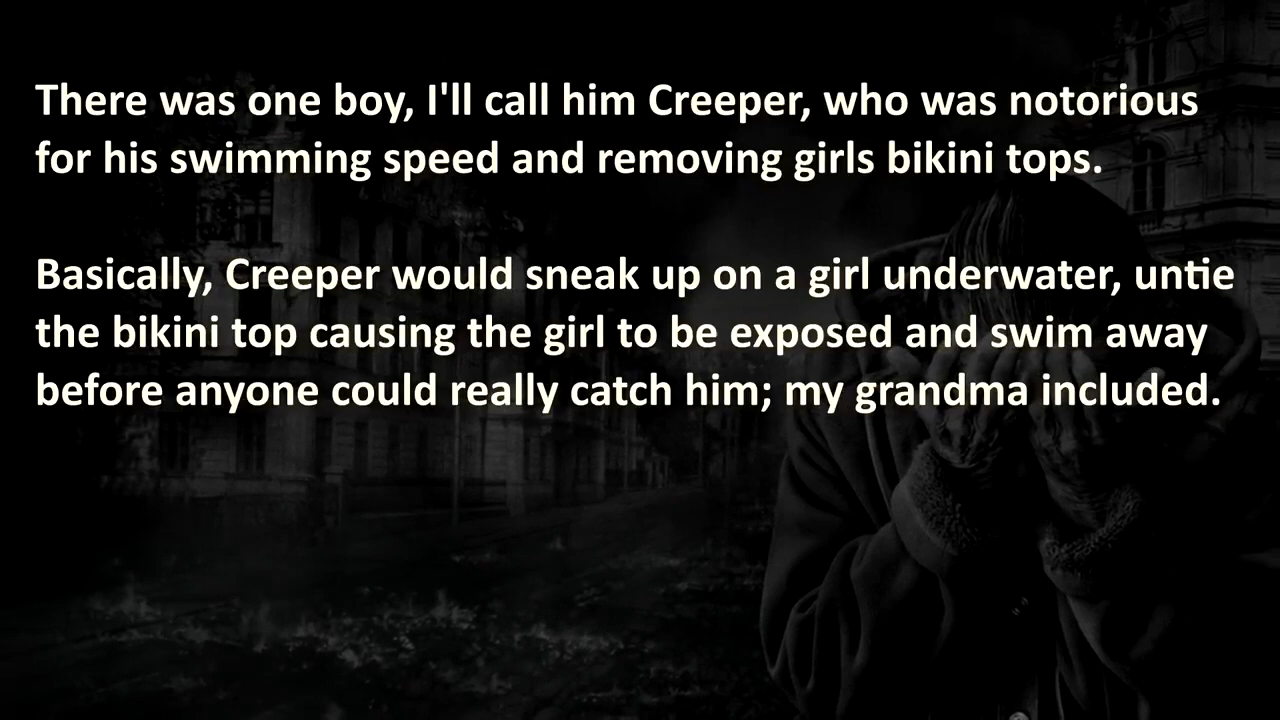 There was one boy, I'll call him Creeper, who was notorious
for his swimming speed and removing girls bikini tops.
Basically, Creeper would sneak up on a girl underwater, untie
the bikini top causing the girl to be exposed and swim away
before anyone could really catch him; my grandma included.